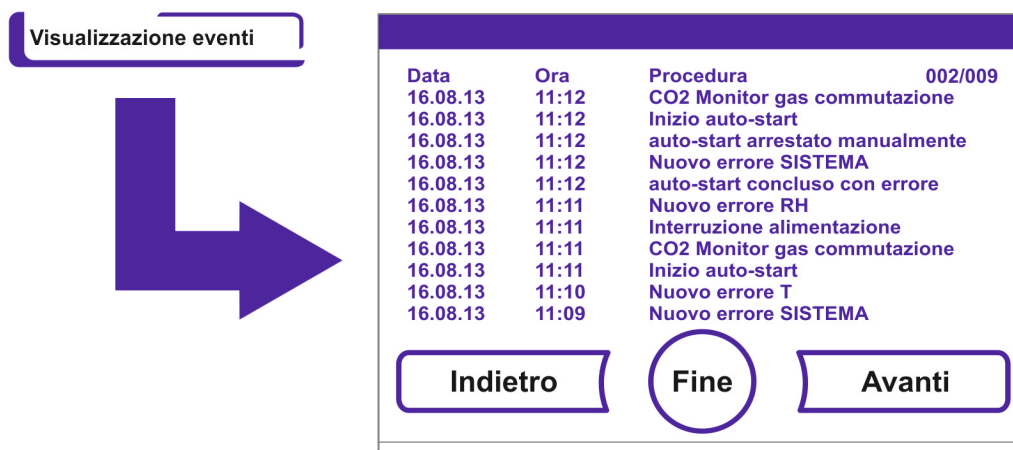 Visualizzazione eventi
Data Ora Procedura 002/009
16.08.13 11:12 CO2 Monitor gas commutazione
16.08.13 11:12 Inizio auto-start
16.08.13 11:12 auto-start arrestato manualmente
16.08.13 11:12 Nuovo errore SISTEMA
16.08.13 11:12 auto-start concluso con errore
16.08.13 11:11 Nuovo errore RH
16.08.13 11:11 Interruzione alimentazione
16.08.13 11:11 CO2 Monitor gas commutazione
16.08.13 11:11 Inizio auto-start
16.08.13 11:10 Nuovo errore T
16.08.13 11:09 Nuovo errore SISTEMA
Indietro Fine Avanti